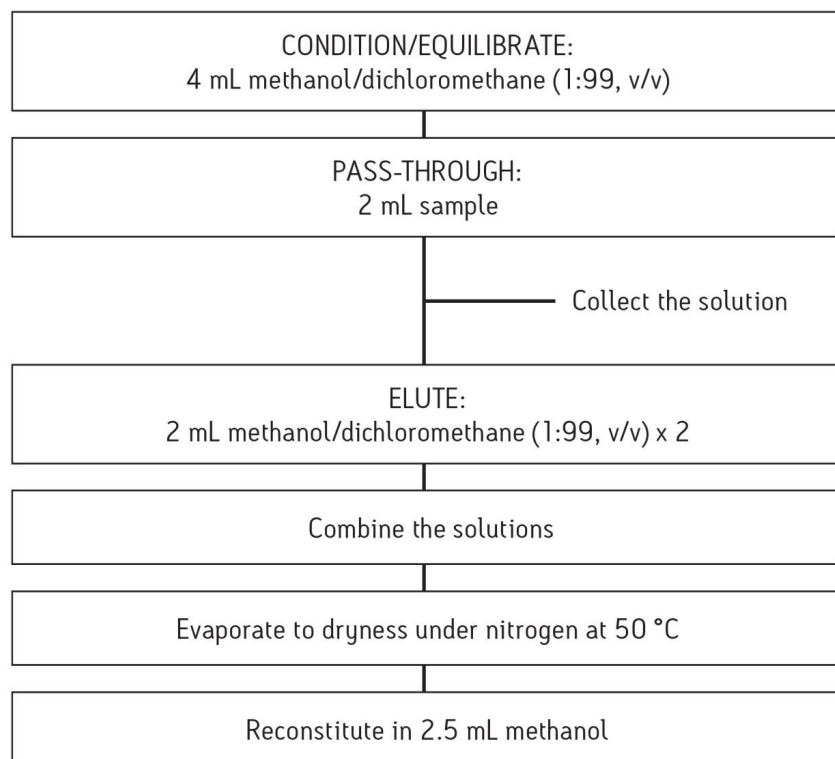 CONDITION/EQUILIBRATE:
4 mL methanol/dichloromethane (1:99, v/v)
PASS-THROUGH:
2 mL sample
Collect the solution
ELUTE:
2 mL methanol/dichloromethane (1:99, v/v) x 2
Combine the solutions
Evaporate to dryness under nitrogen at 50 °C
Reconstitute in 2.5 mL methanol